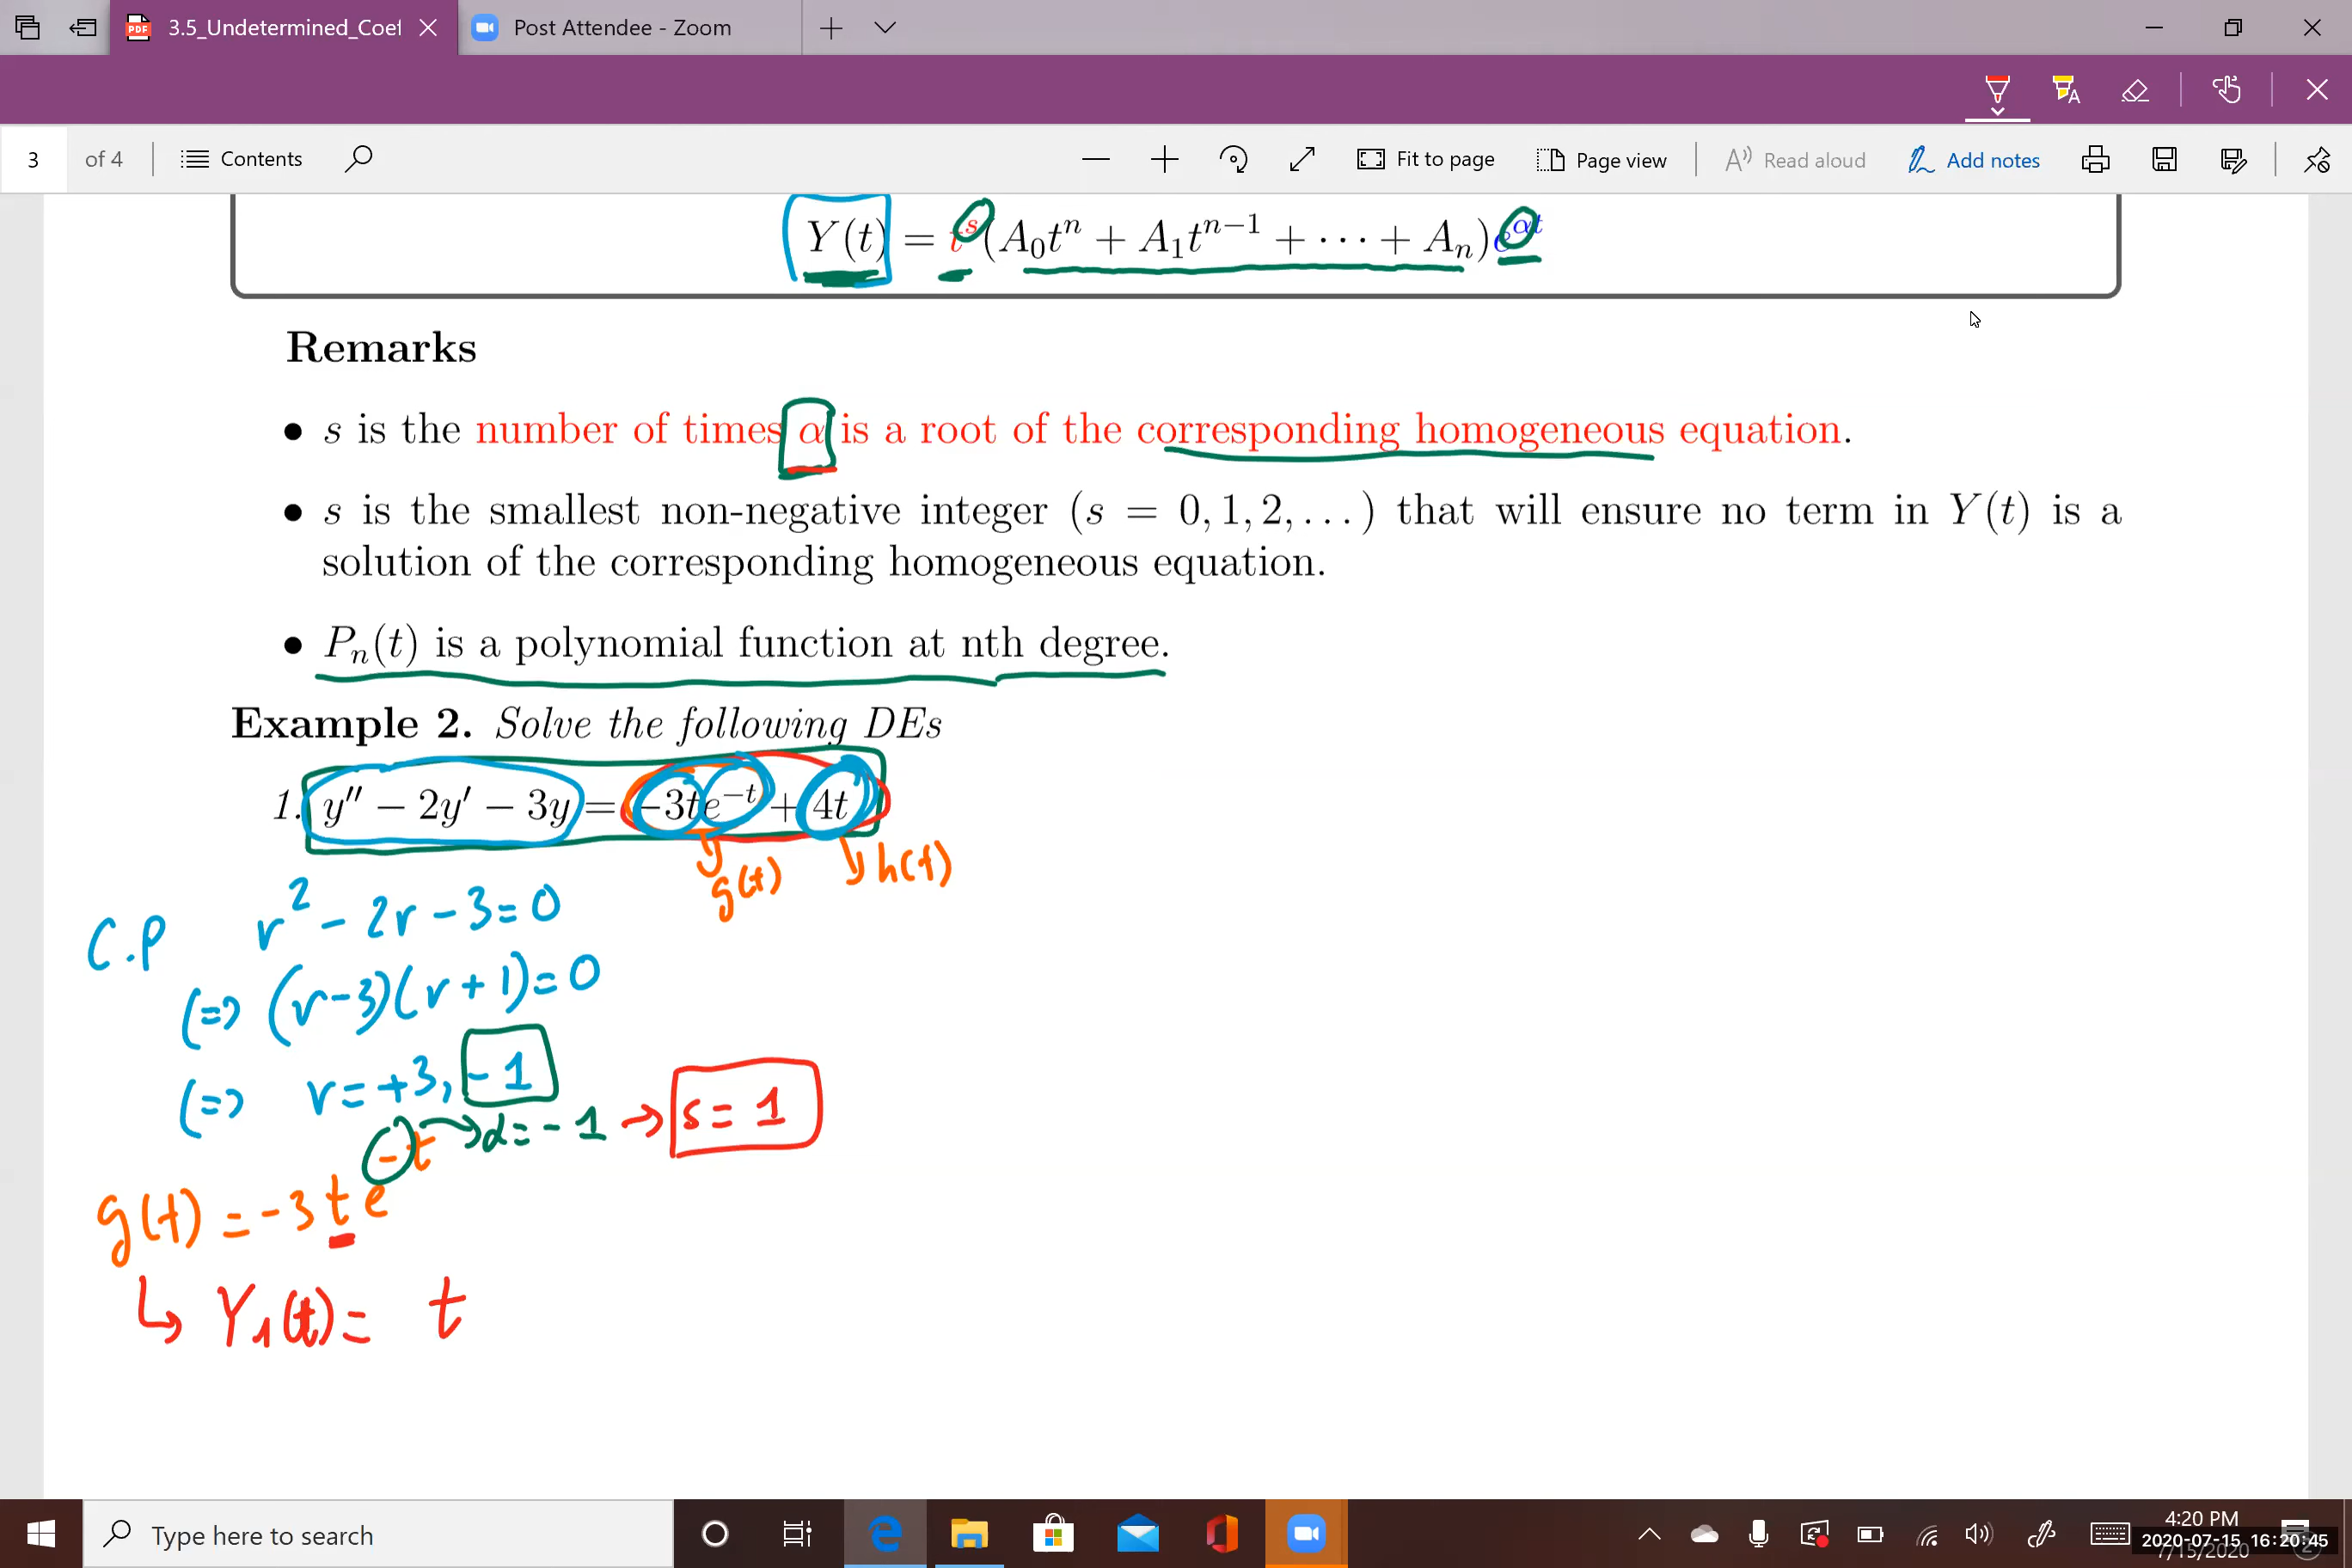 3.5_Undetermined_Coef
Post Attendee - Zoom
3 of 4 Contents Fit to page Page view Read aloud Add notes
Y(t) = t^s(A_0t^n + A_1t^{n−1} + ⋯ + A_n)e^{αt}
Remarks
• s is the number of times α is a root of the corresponding homogeneous equation.
• s is the smallest non-negative integer (s = 0, 1, 2, ...) that will ensure no term in Y(t) is a
solution of the corresponding homogeneous equation.
• P_n(t) is a polynomial function at nth degree.
Example 2. Solve the following DEs
1. y″ − 2y′ − 3y = −3te^{−t} + 4t
g(t) h(t)
C.P r² - 2r - 3 = 0
(=> (r-3)(r+1) = 0
(=> r = +3, -1
α = -1 → s = 1
g(t) = -3te^{-t}
↳ Y_1(t) = t
Type here to search
4:20 PM
2020-07-15 16:20:45